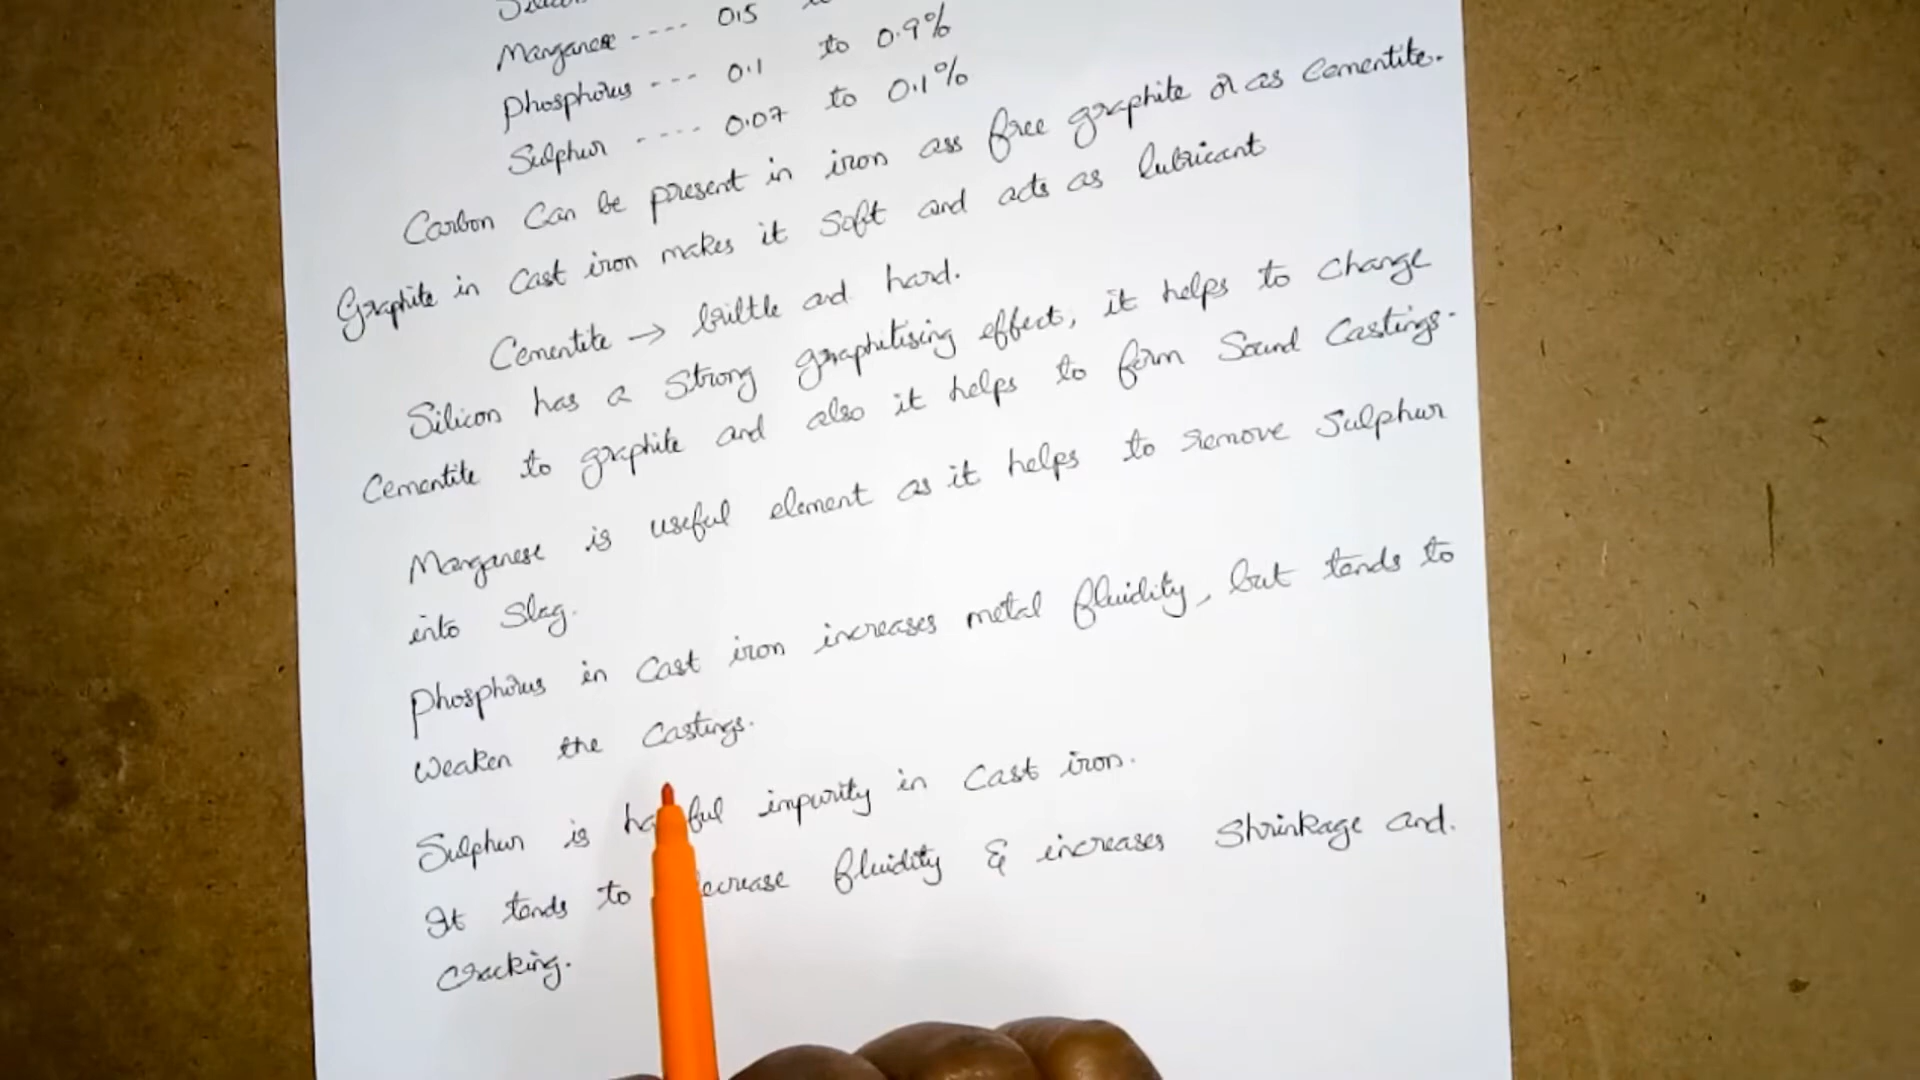 Manganese ---- 0.5
Phosphorus --- 0.1 to 0.9%
Sulphur ---- 0.07 to 0.1%
Carbon can be present in iron ass free graphite or as Cementite.
Graphite in cast iron makes it soft and acts as lubricant
Cementite → brittle and hard.
Silicon has a strong graphitising effect, it helps to change
Cementite to graphite and also it helps to form Sound Castings.
Manganese is useful element as it helps to remove Sulphur
into Slag.
Phosphorus in Cast iron increases metal fluidity, but tends to
weaken the Castings.
Sulphur is ha ful impurity in Cast iron.
It tends to ecrease fluidity & increases Shrinkage and.
Cracking.